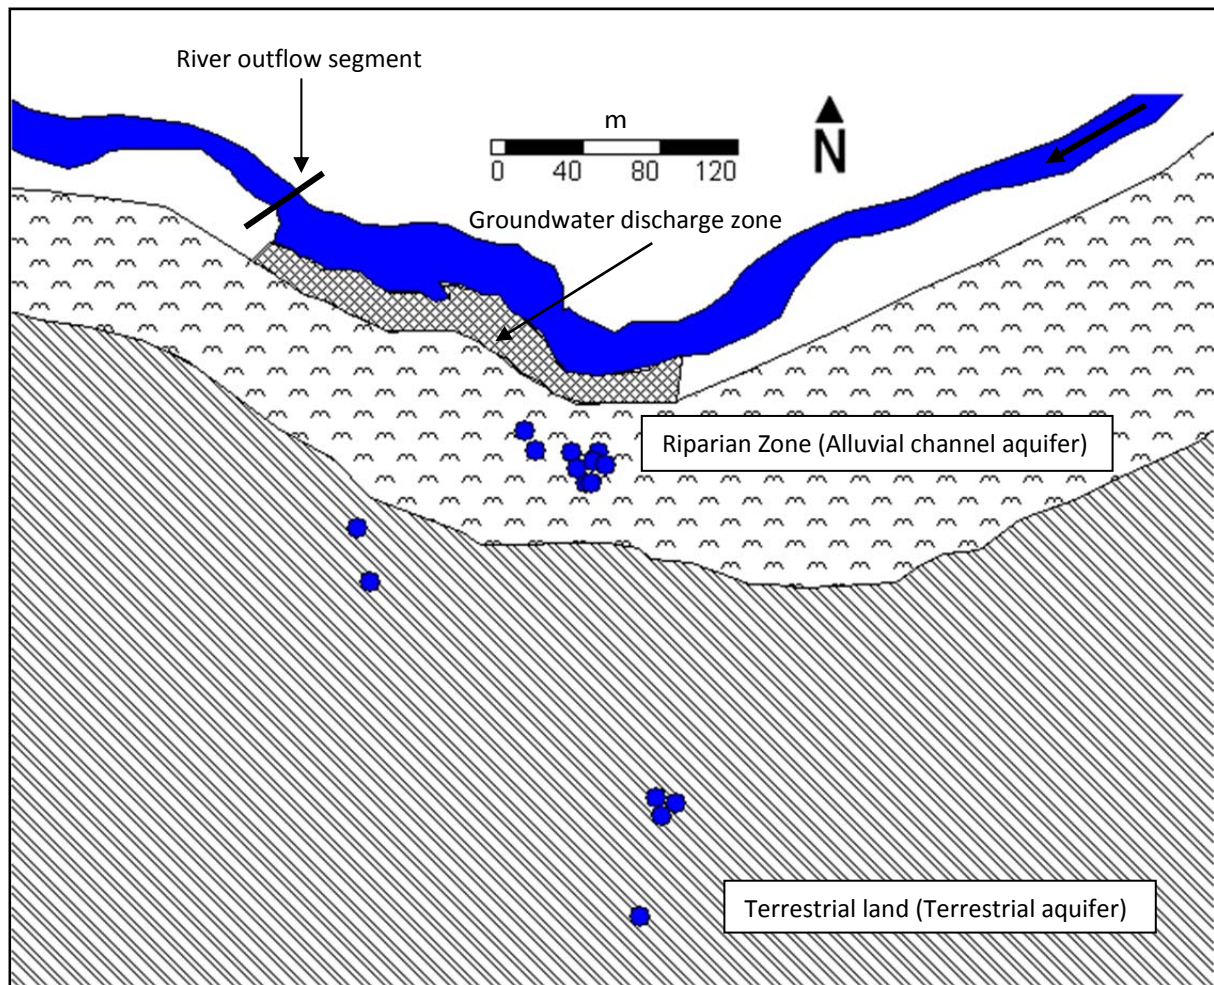 River outflow segment
m
0 40 80 120
N
Groundwater discharge zone
Riparian Zone (Alluvial channel aquifer)
Terrestrial land (Terrestrial aquifer)